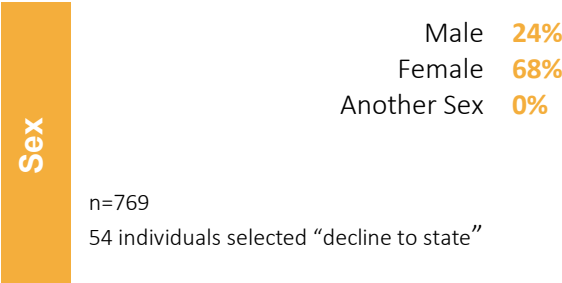 Sex
Male 24%
Female 68%
Another Sex 0%
n=769
54 individuals selected “decline to state”